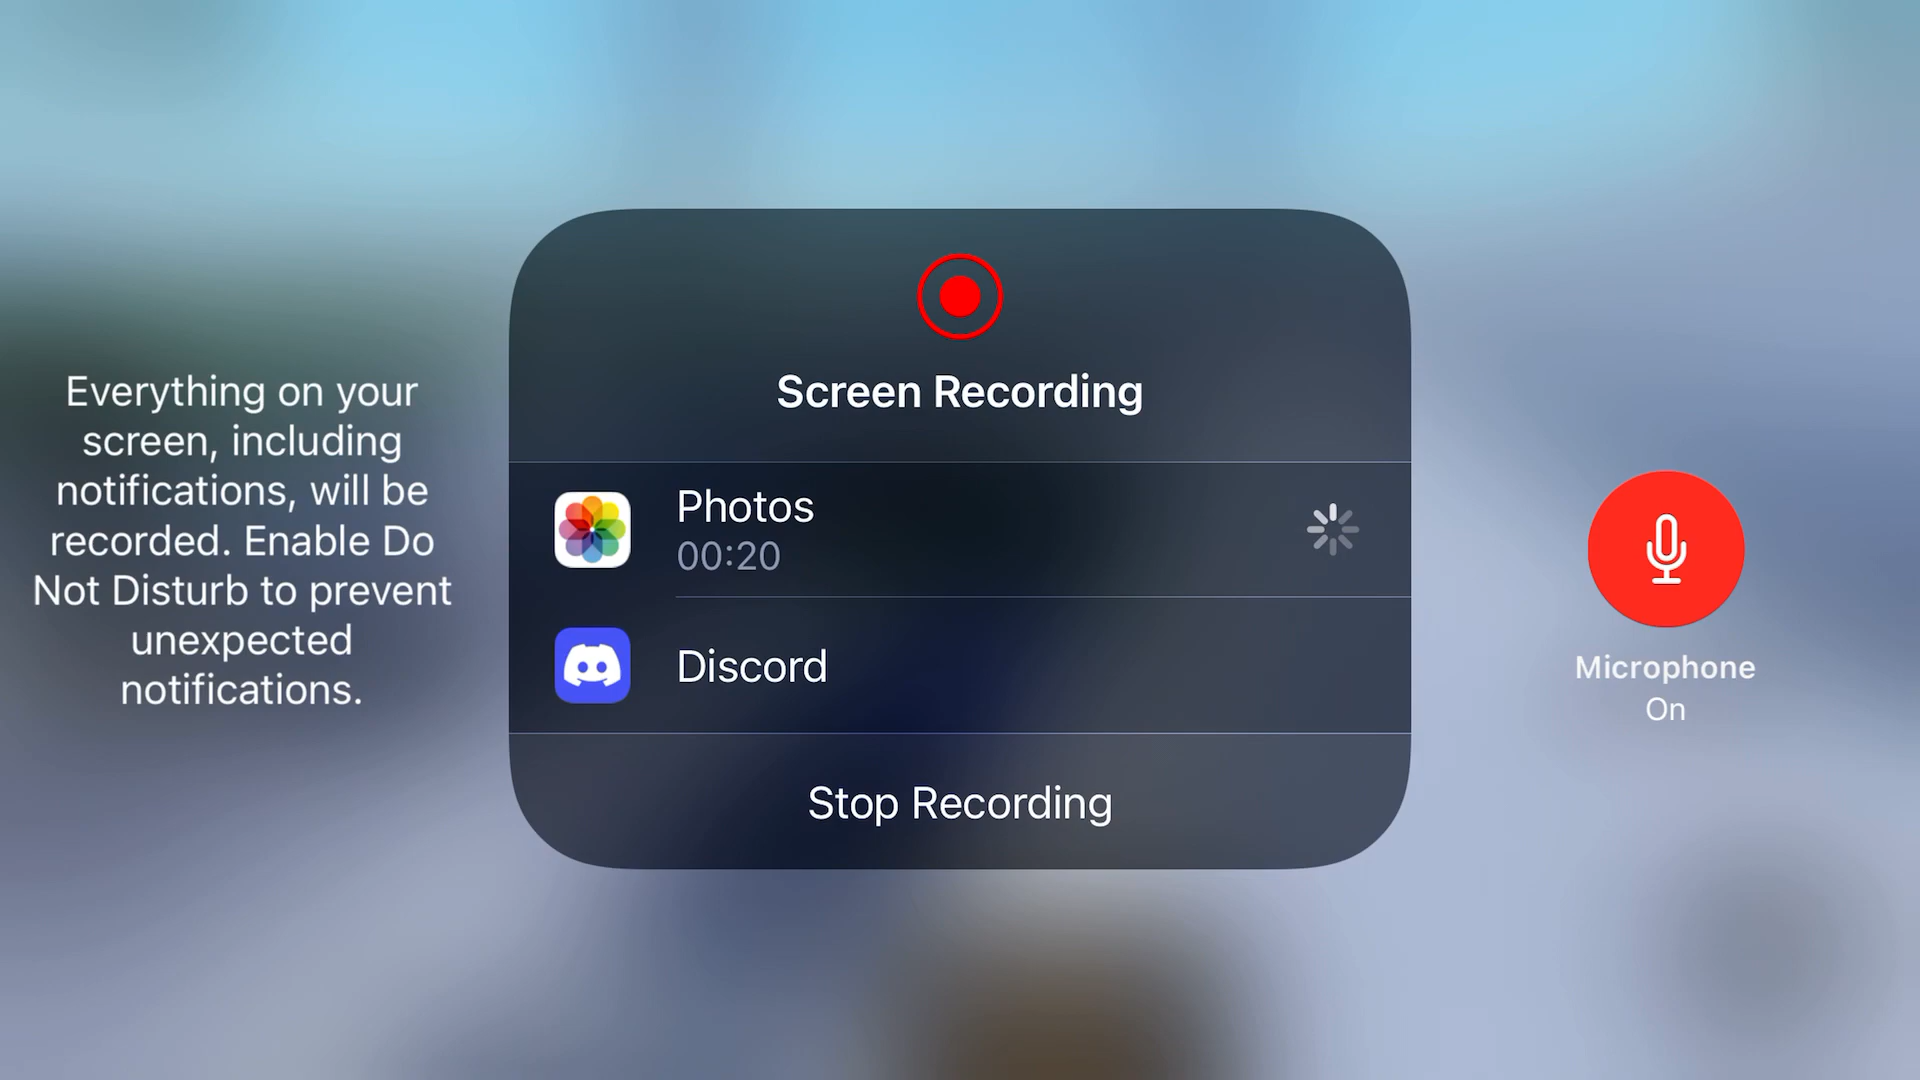 Everything on your
screen, including
notifications, will be
recorded. Enable Do
Not Disturb to prevent
unexpected
notifications.
Screen Recording
Photos
00:20
Discord
Stop Recording
Microphone
On